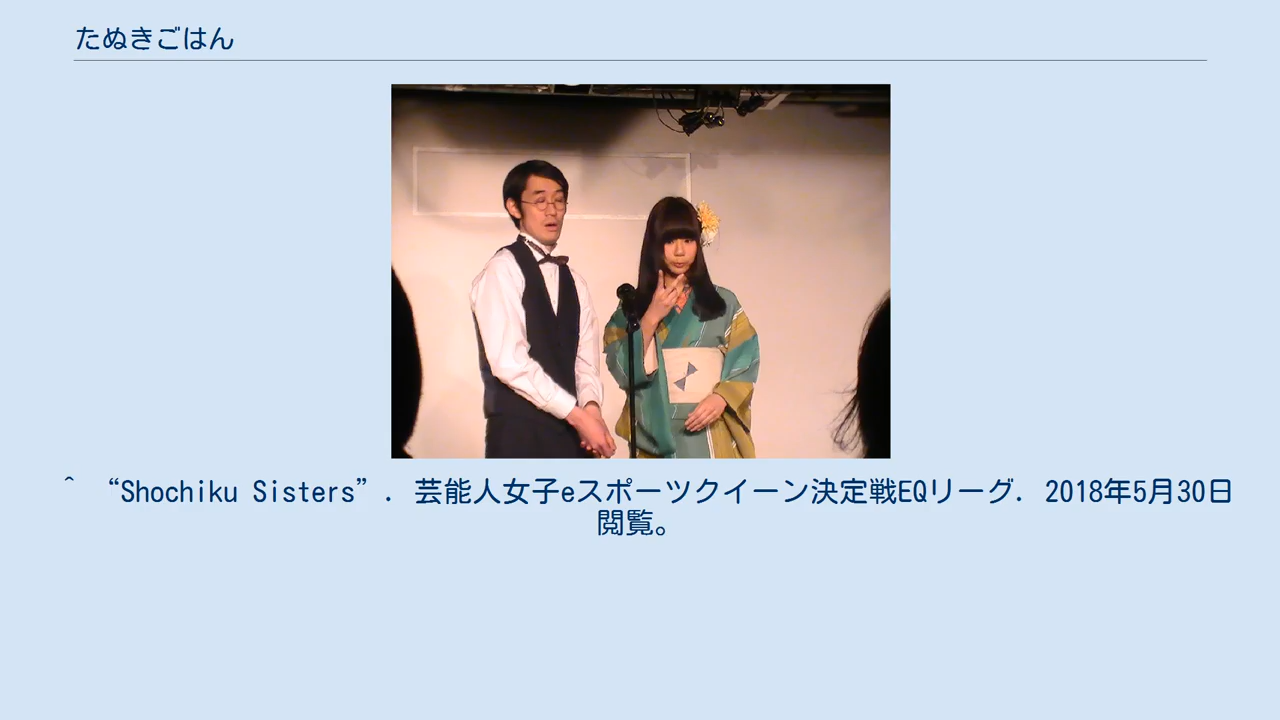 たぬきごはん
^ “Shochiku Sisters”. 芸能人女子eスポーツクイーン決定戦EQリーグ. 2018年5月30日
閲覧。